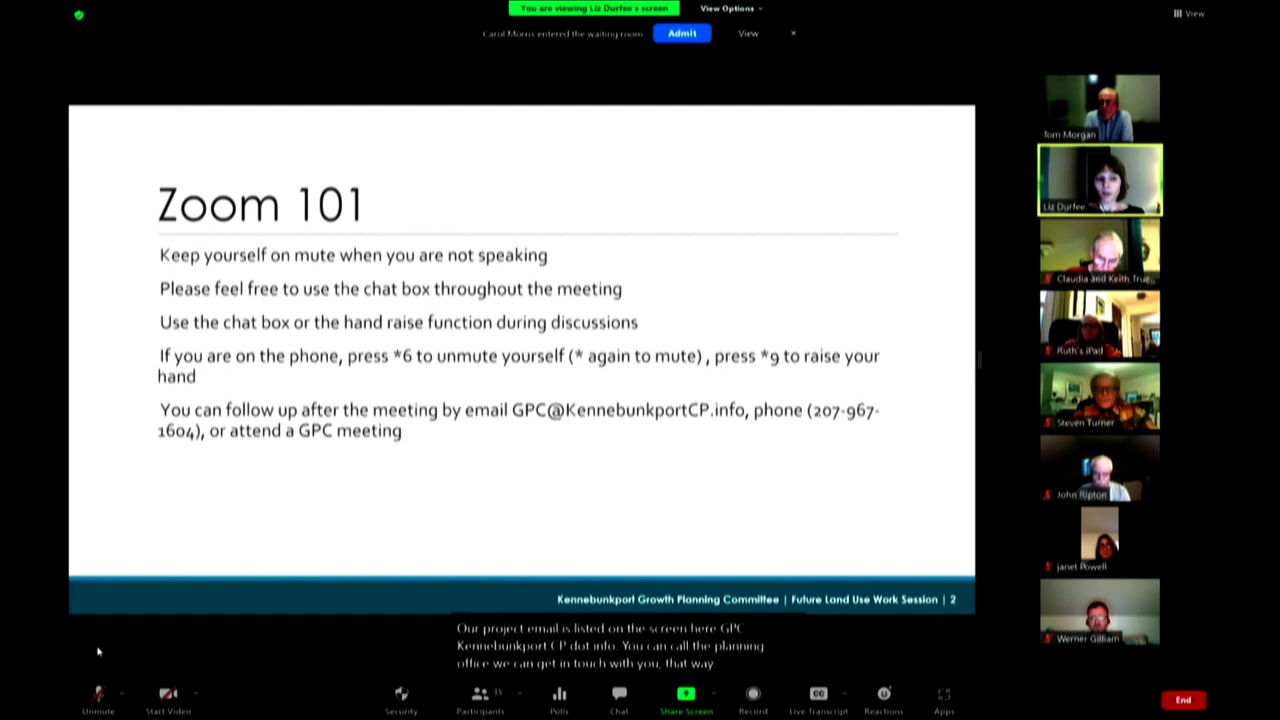 You are viewing Liz Durfee's screen
View Options
View
Carol Morris entered the waiting room
Admit
View
×
Zoom 101
Keep yourself on mute when you are not speaking
Please feel free to use the chat box throughout the meeting
Use the chat box or the hand raise function during discussions
If you are on the phone, press *6 to unmute yourself (* again to mute) , press *9 to raise your
hand
You can follow up after the meeting by email GPC@KennebunkportCP.info, phone (207-967-
1604), or attend a GPC meeting
Kennebunkport Growth Planning Committee | Future Land Use Work Session | 2
Tom Morgan
Liz Durfee
Claudia and Keith True...
Ruth's iPad
Steven Turner
John Ripton
janet Powell
Werner Gilliam
Our project email is listed on the screen here GPC
Kennebunkport CP dot info. You can call the planning
office we can get in touch with you, that way.
Unmute
Start Video
Security
Participants
15
Polls
Chat
Share Screen
Record
CC
Live Transcript
Reactions
Apps
End